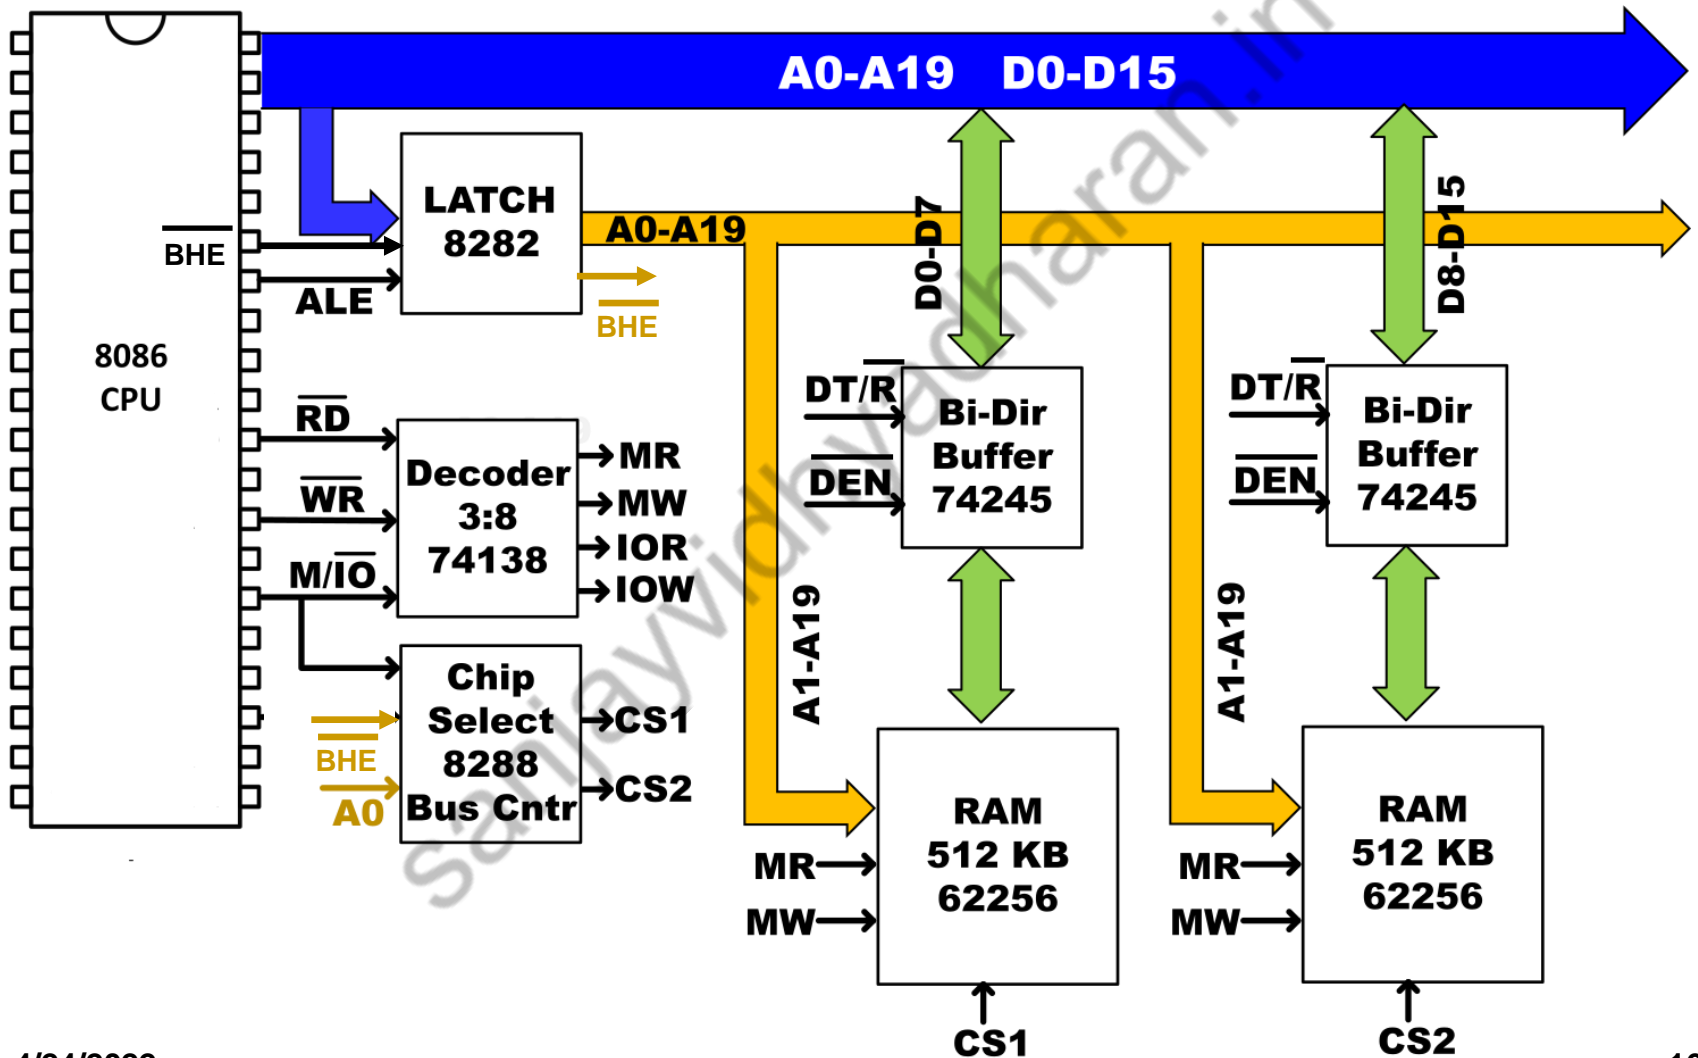 A0-A19 D0-D15
LATCH
8282
A0-A19
D0-D7
D8-D15
BHE
ALE
BHE
8086
CPU
RD
WR
M/IO
Decoder
3:8
74138
MR
MW
IOR
IOW
DT/R
DEN
Bi-Dir
Buffer
74245
DT/R
DEN
Bi-Dir
Buffer
74245
A1-A19
A1-A19
Chip
Select
8288
Bus Cntr
BHE
A0
CS1
CS2
RAM
512 KB
62256
MR
MW
CS1
RAM
512 KB
62256
MR
MW
CS2
sanjayvidhyadharan.in